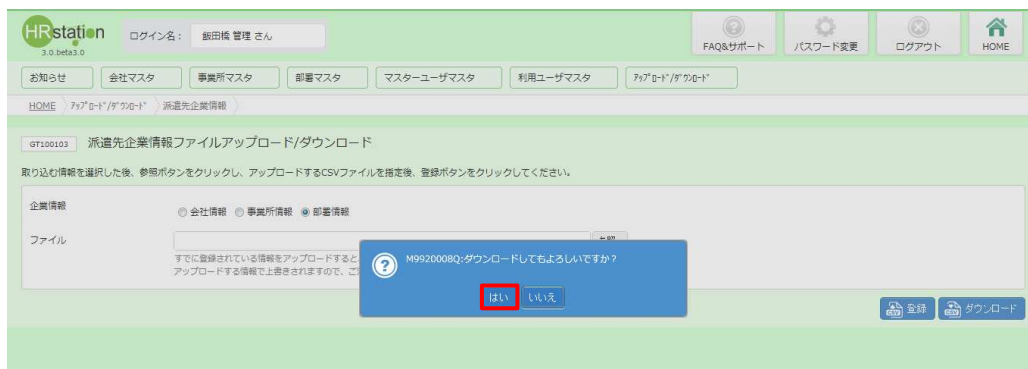 HRstation
3.0.beta3.0
ログイン名： 飯田橋 管理 さん
FAQ&サポート
パスワード変更
ログアウト
HOME
お知らせ
会社マスタ
事業所マスタ
部署マスタ
マスターユーザマスタ
利用ユーザマスタ
ｱｯﾌﾟﾛｰﾄﾞ/ﾀﾞｳﾝﾛｰﾄﾞ
HOME ｱｯﾌﾟﾛｰﾄﾞ/ﾀﾞｳﾝﾛｰﾄﾞ 派遣先企業情報
GT100103 派遣先企業情報ファイルアップロード/ダウンロード
取り込む情報を選択した後、参照ボタンをクリックし、アップロードするCSVファイルを指定後、登録ボタンをクリックしてください。
企業情報
会社情報 事業所情報 部署情報
ファイル
すでに登録されている情報をアップロードすると、
アップロードする情報で上書きされますので、ご
M9920008Q:ダウンロードしてもよろしいですか？
はい いいえ
CSV 登録
CSV ダウンロード